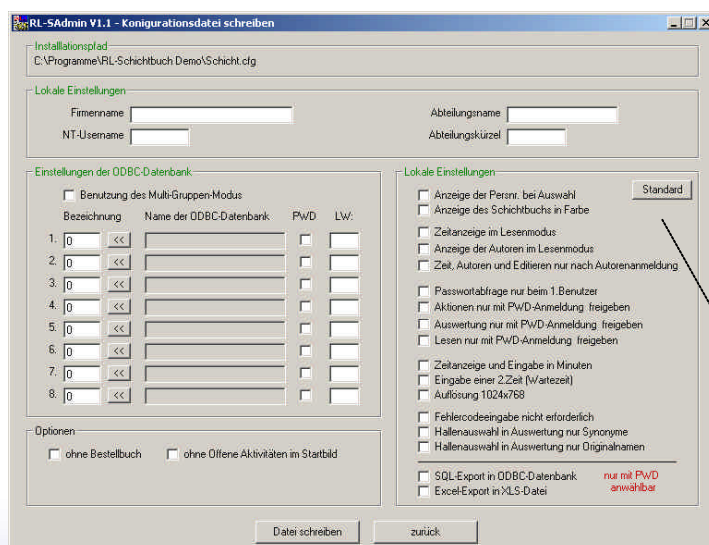 RL-SAdmin V1.1 - Konigurationsdatei schreiben
Installlationspfad
C:\Programme\RL-Schichtbuch Demo\Schicht.cfg
Lokale Einstellungen
Firmenname
Abteilungsname
NT-Username
Abteilungskürzel
Einstellungen der ODBC-Datenbank
Benutzung des Multi-Gruppen-Modus
Bezeichnung Name der ODBC-Datenbank PWD LW:
1. 0 <<
2. 0 <<
3. 0 <<
4. 0 <<
5. 0 <<
6. 0 <<
7. 0 <<
8. 0 <<
Optionen
ohne Bestellbuch ohne Offene Aktivitäten im Startbild
Lokale Einstellungen
Standard
Anzeige der Persnr. bei Auswahl
Anzeige des Schichtbuchs in Farbe
Zeitanzeige im Lesenmodus
Anzeige der Autoren im Lesenmodus
Zeit, Autoren und Editieren nur nach Autorenanmeldung
Passwortabfrage nur beim 1.Benutzer
Aktionen nur mit PWD-Anmeldung freigeben
Auswertung nur mit PWD-Anmeldung freigeben
Lesen nur mit PWD-Anmeldung freigeben
Zeitanzeige und Eingabe in Minuten
Eingabe einer 2.Zeit (Wartezeit)
Auflösung 1024x768
Fehlercodeeingabe nicht erforderlich
Hallenauswahl in Auswertung nur Synonyme
Hallenauswahl in Auswertung nur Originalnamen
SQL-Export in ODBC-Datenbank
Excel-Export in XLS-Datei
nur mit PWD
anwählbar
Datei schreiben zurück